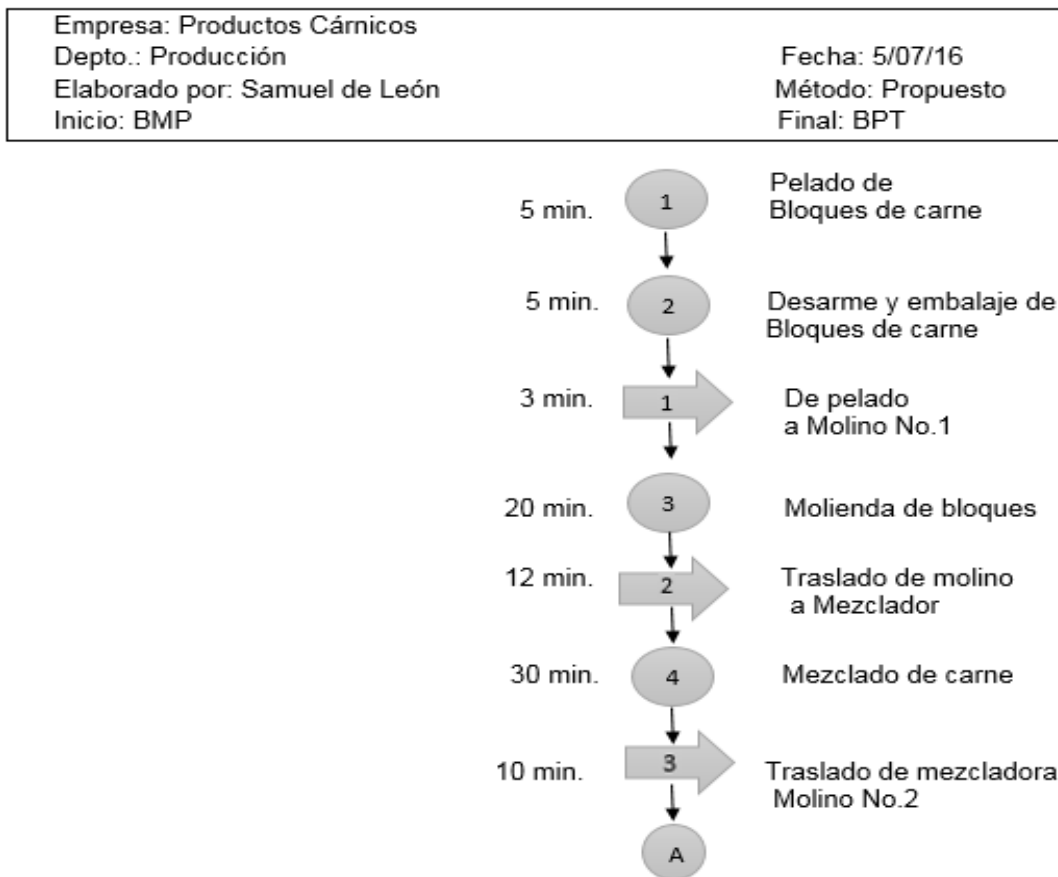 Empresa: Productos Cárnicos
Depto.: Producción Fecha: 5/07/16
Elaborado por: Samuel de León Método: Propuesto
Inicio: BMP Final: BPT
5 min. 1 Pelado de
Bloques de carne
5 min. 2 Desarme y embalaje de
Bloques de carne
3 min. 1 De pelado
a Molino No.1
20 min. 3 Molienda de bloques
12 min. 2 Traslado de molino
a Mezclador
30 min. 4 Mezclado de carne
10 min. 3 Traslado de mezcladora
Molino No.2
A